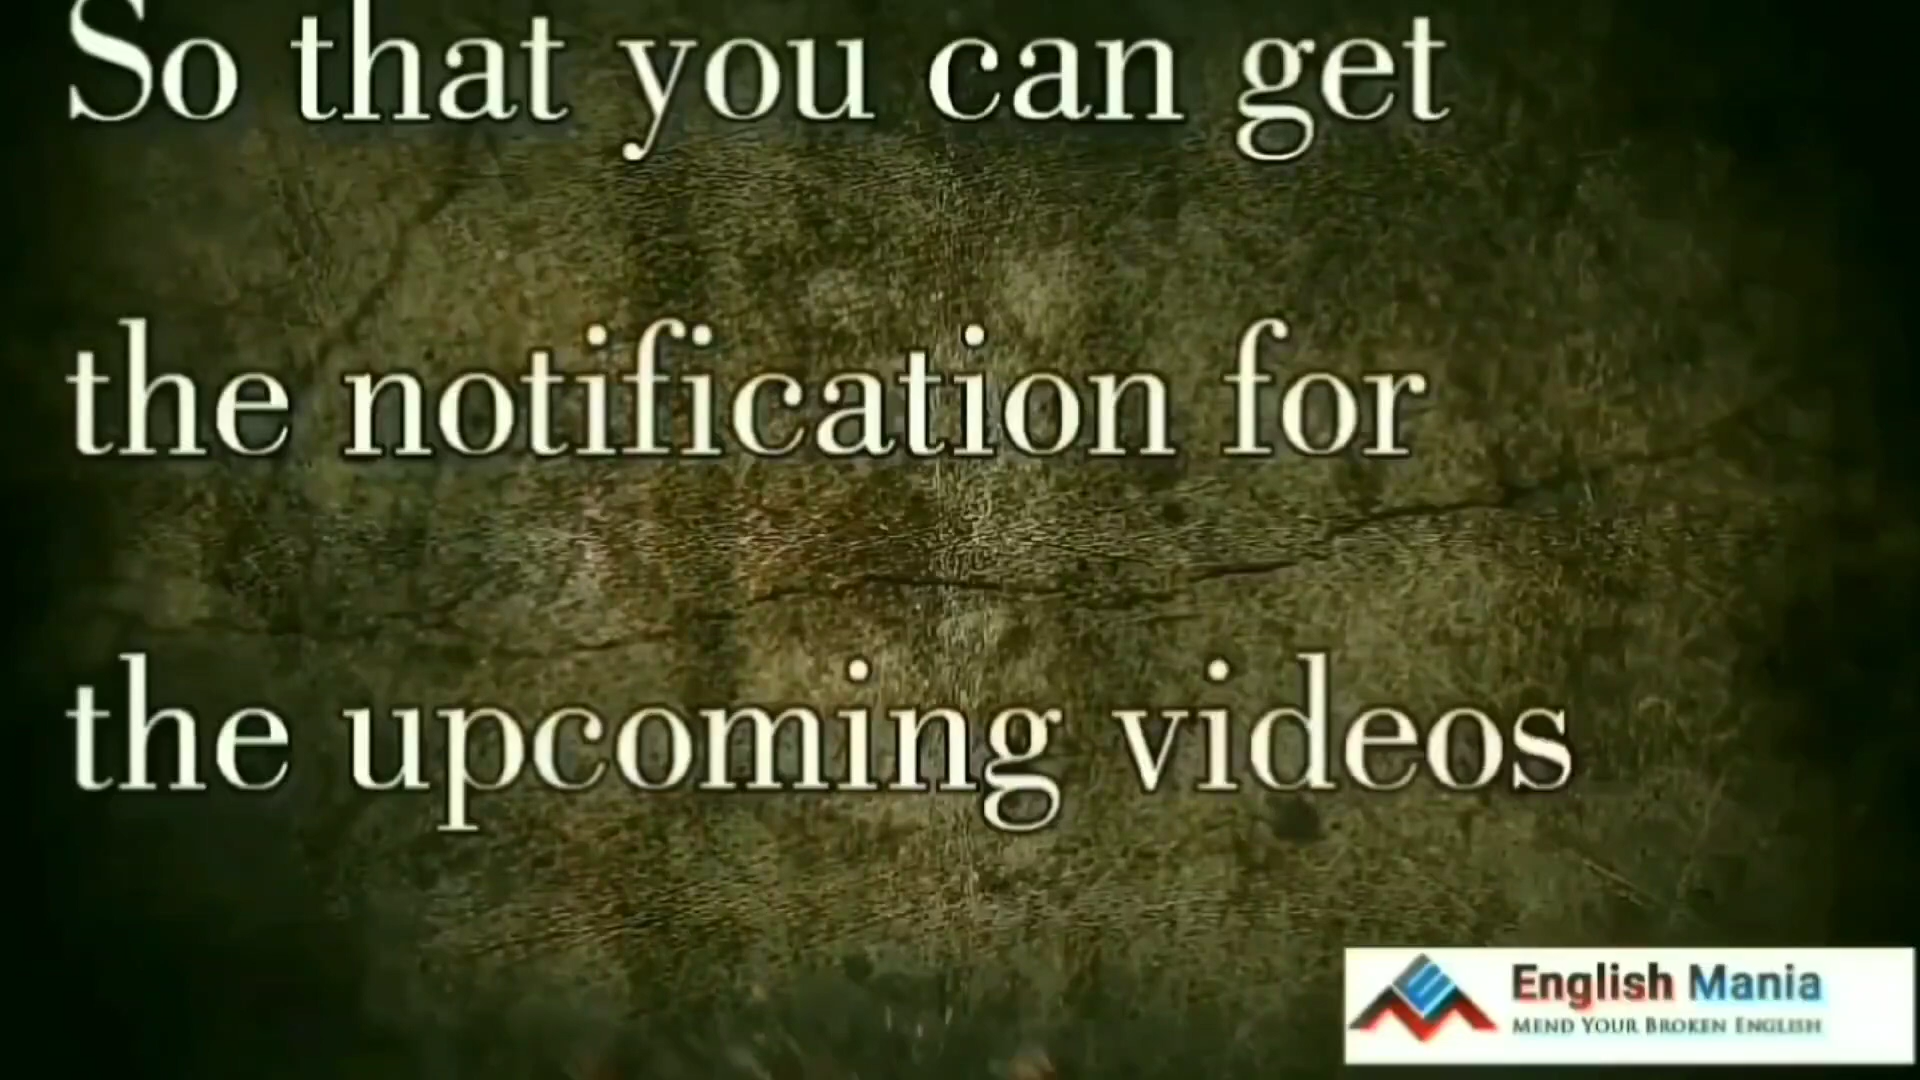 So that you can get
the notification for
the upcoming videos
English Mania
MEND YOUR BROKEN ENGLISH